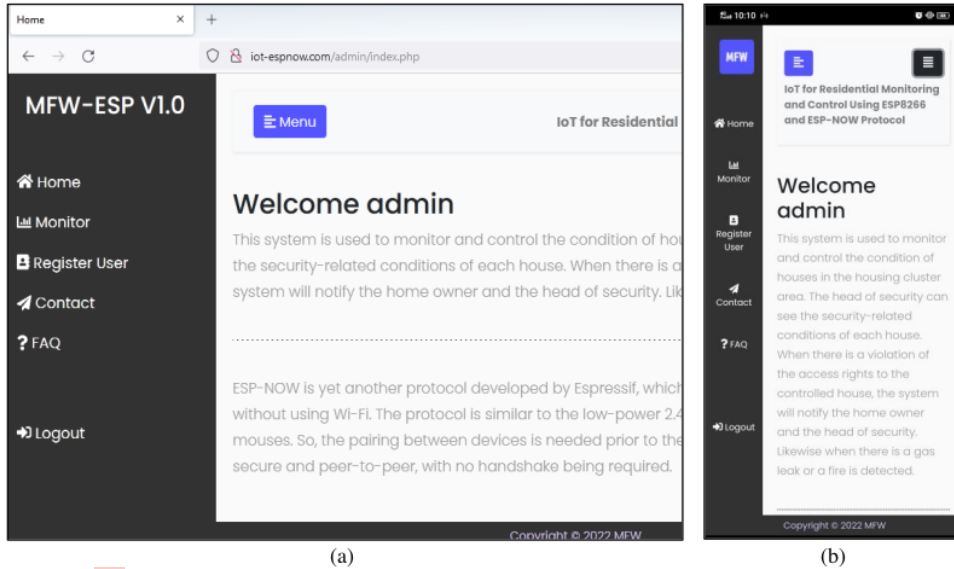 Home × +
iot-espnow.com/admin/index.php
MFW-ESP V1.0
Menu
IoT for Residential
Home
Monitor
Register User
Contact
? FAQ
Logout
Welcome admin
This system is used to monitor and control the condition of hou
the security-related conditions of each house. When there is a
system will notify the home owner and the head of security. Lik
ESP-NOW is yet another protocol developed by Espressif, which
without using Wi-Fi. The protocol is similar to the low-power 2.4
mouses. So, the pairing between devices is needed prior to the
secure and peer-to-peer, with no handshake being required.
Copyright © 2022 MFW
(a)
10:10
MFW
Home
Monitor
Register
User
Contact
? FAQ
Logout
IoT for Residential Monitoring
and Control Using ESP8266
and ESP-NOW Protocol
Welcome
admin
This system is used to monitor
and control the condition of
houses in the housing cluster
area. The head of security can
see the security-related
conditions of each house.
When there is a violation of
the access rights to the
controlled house, the system
will notify the home owner
and the head of security.
Likewise when there is a gas
leak or a fire is detected.
Copyright © 2022 MFW
(b)